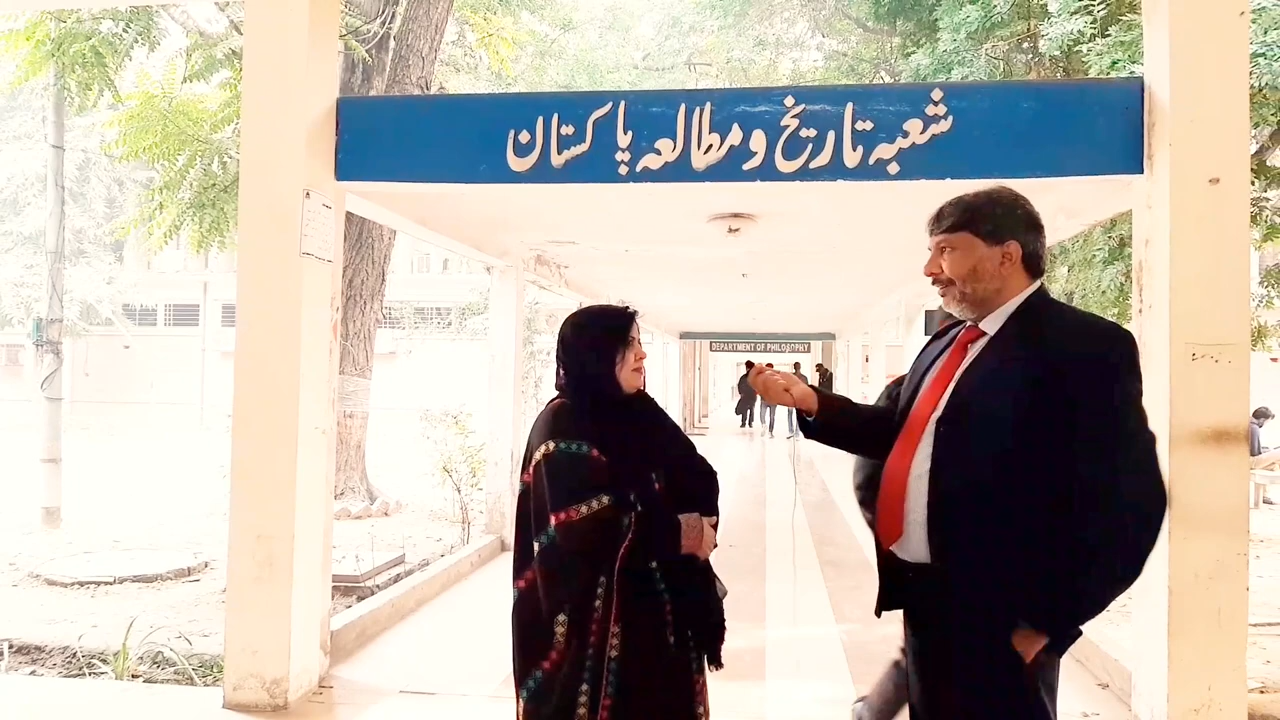 شعبہ تاریخ و مطالعہ پاکستان
DEPARTMENT OF PHILOSOPHY